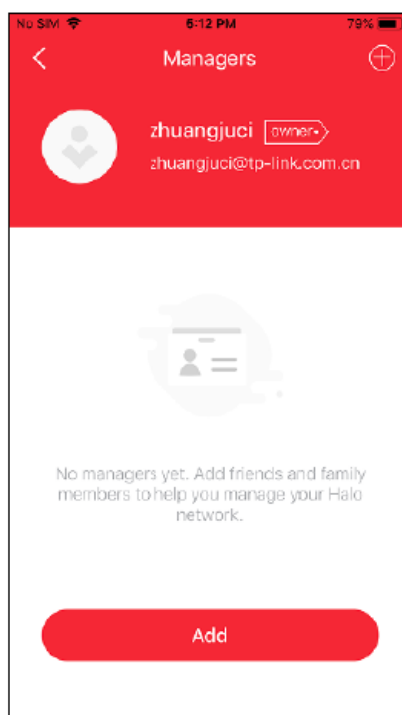 No SIM 5:12 PM 79%
Managers
zhuangjuci owner
zhuangjuci@tp-link.com.cn
No managers yet. Add friends and family
members to help you manage your Halo
network.
Add